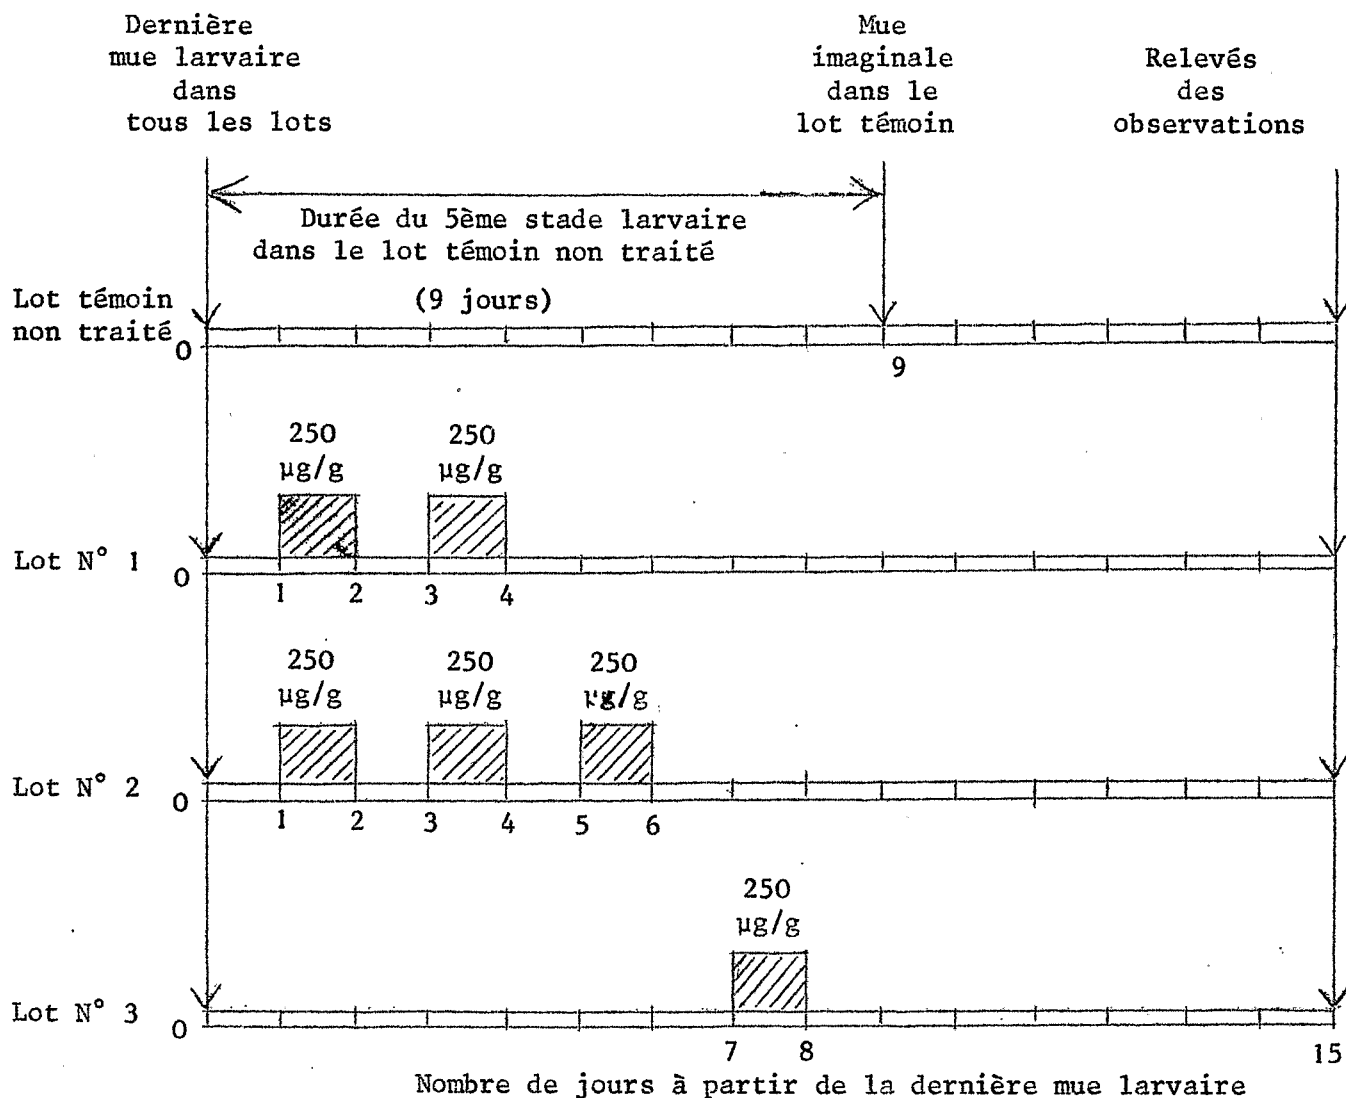 Dernière
mue larvaire
dans
tous les lots
Mue
imaginale
dans le
lot témoin
Relevés
des
observations
Durée du 5ème stade larvaire
dans le lot témoin non traité
(9 jours)
Lot témoin
non traité
0
9
250
µg/g
250
µg/g
Lot N° 1
0
1 2 3 4
250
µg/g
250
µg/g
250
µg/g
Lot N° 2
0
1 2 3 4 5 6
250
µg/g
Lot N° 3
0
7 8 15
Nombre de jours à partir de la dernière mue larvaire